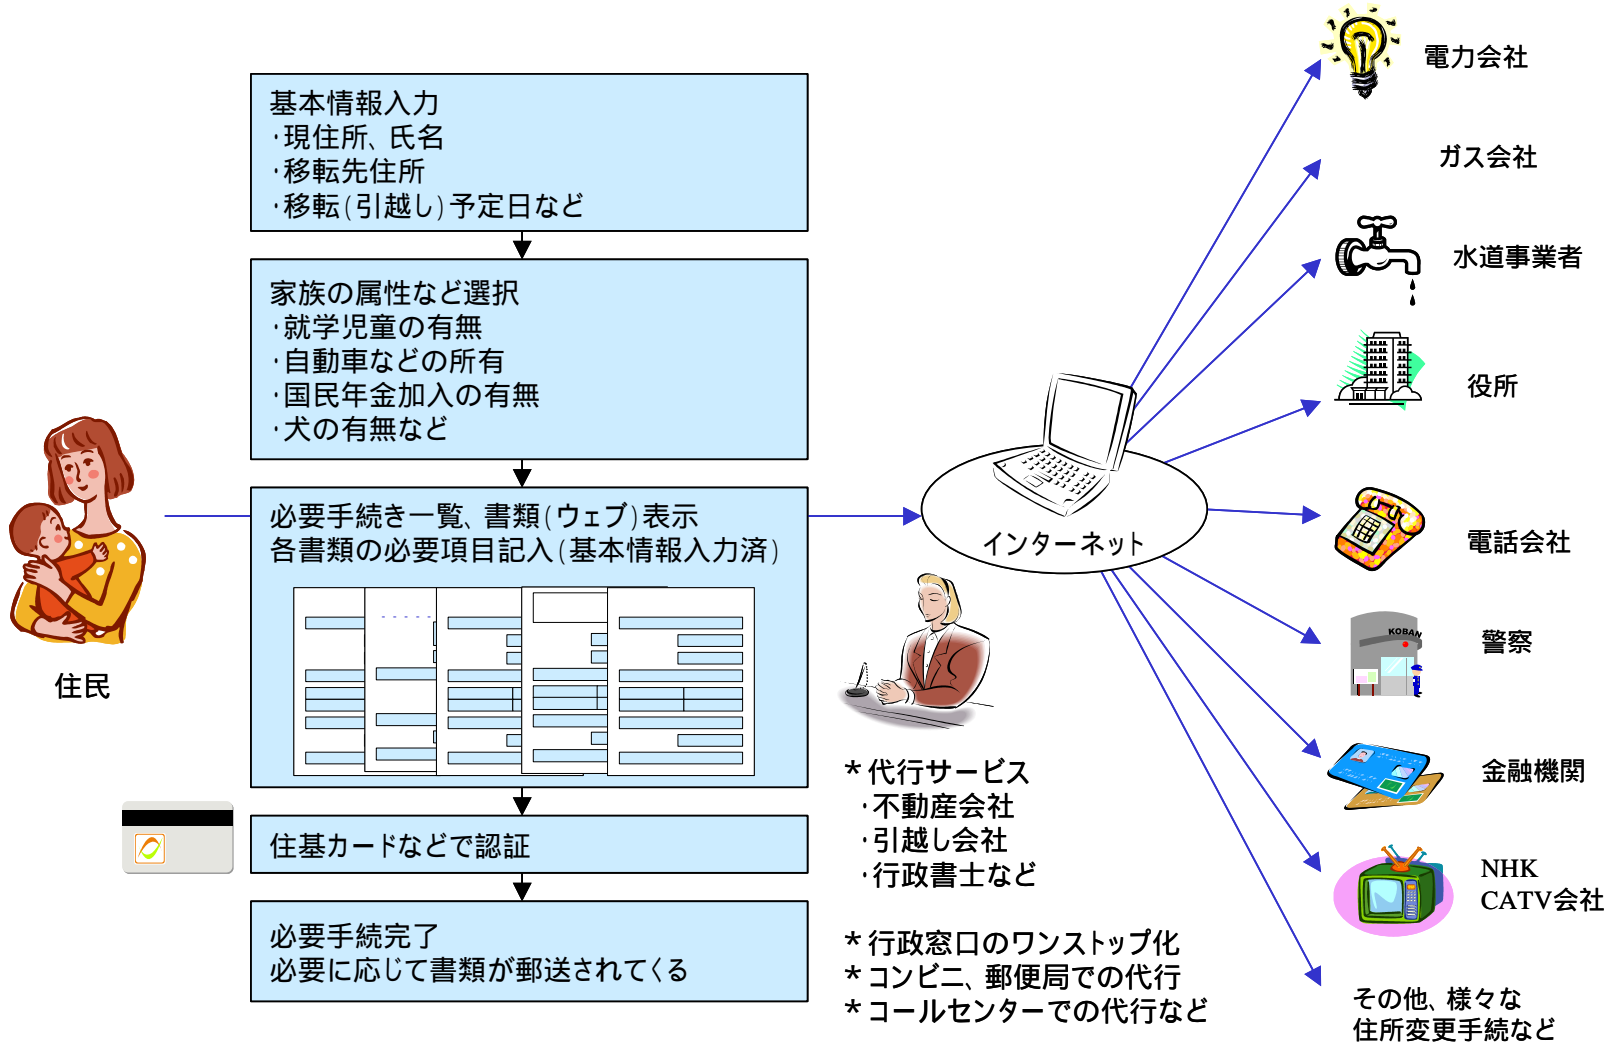 基本情報入力
・現住所、氏名
・移転先住所
・移転(引越し)予定日など
家族の属性など選択
・就学児童の有無
・自動車などの所有
・国民年金加入の有無
・犬の有無など
必要手続き一覧、書類(ウェブ)表示
各書類の必要項目記入(基本情報入力済)
住基カードなどで認証
必要手続完了
必要に応じて書類が郵送されてくる
住民
インターネット
*代行サービス
・不動産会社
・引越し会社
・行政書士など
*行政窓口のワンストップ化
*コンビニ、郵便局での代行
*コールセンターでの代行など
電力会社
ガス会社
水道事業者
役所
電話会社
KOBAN
警察
金融機関
NHK
CATV会社
その他、様々な
住所変更手続など